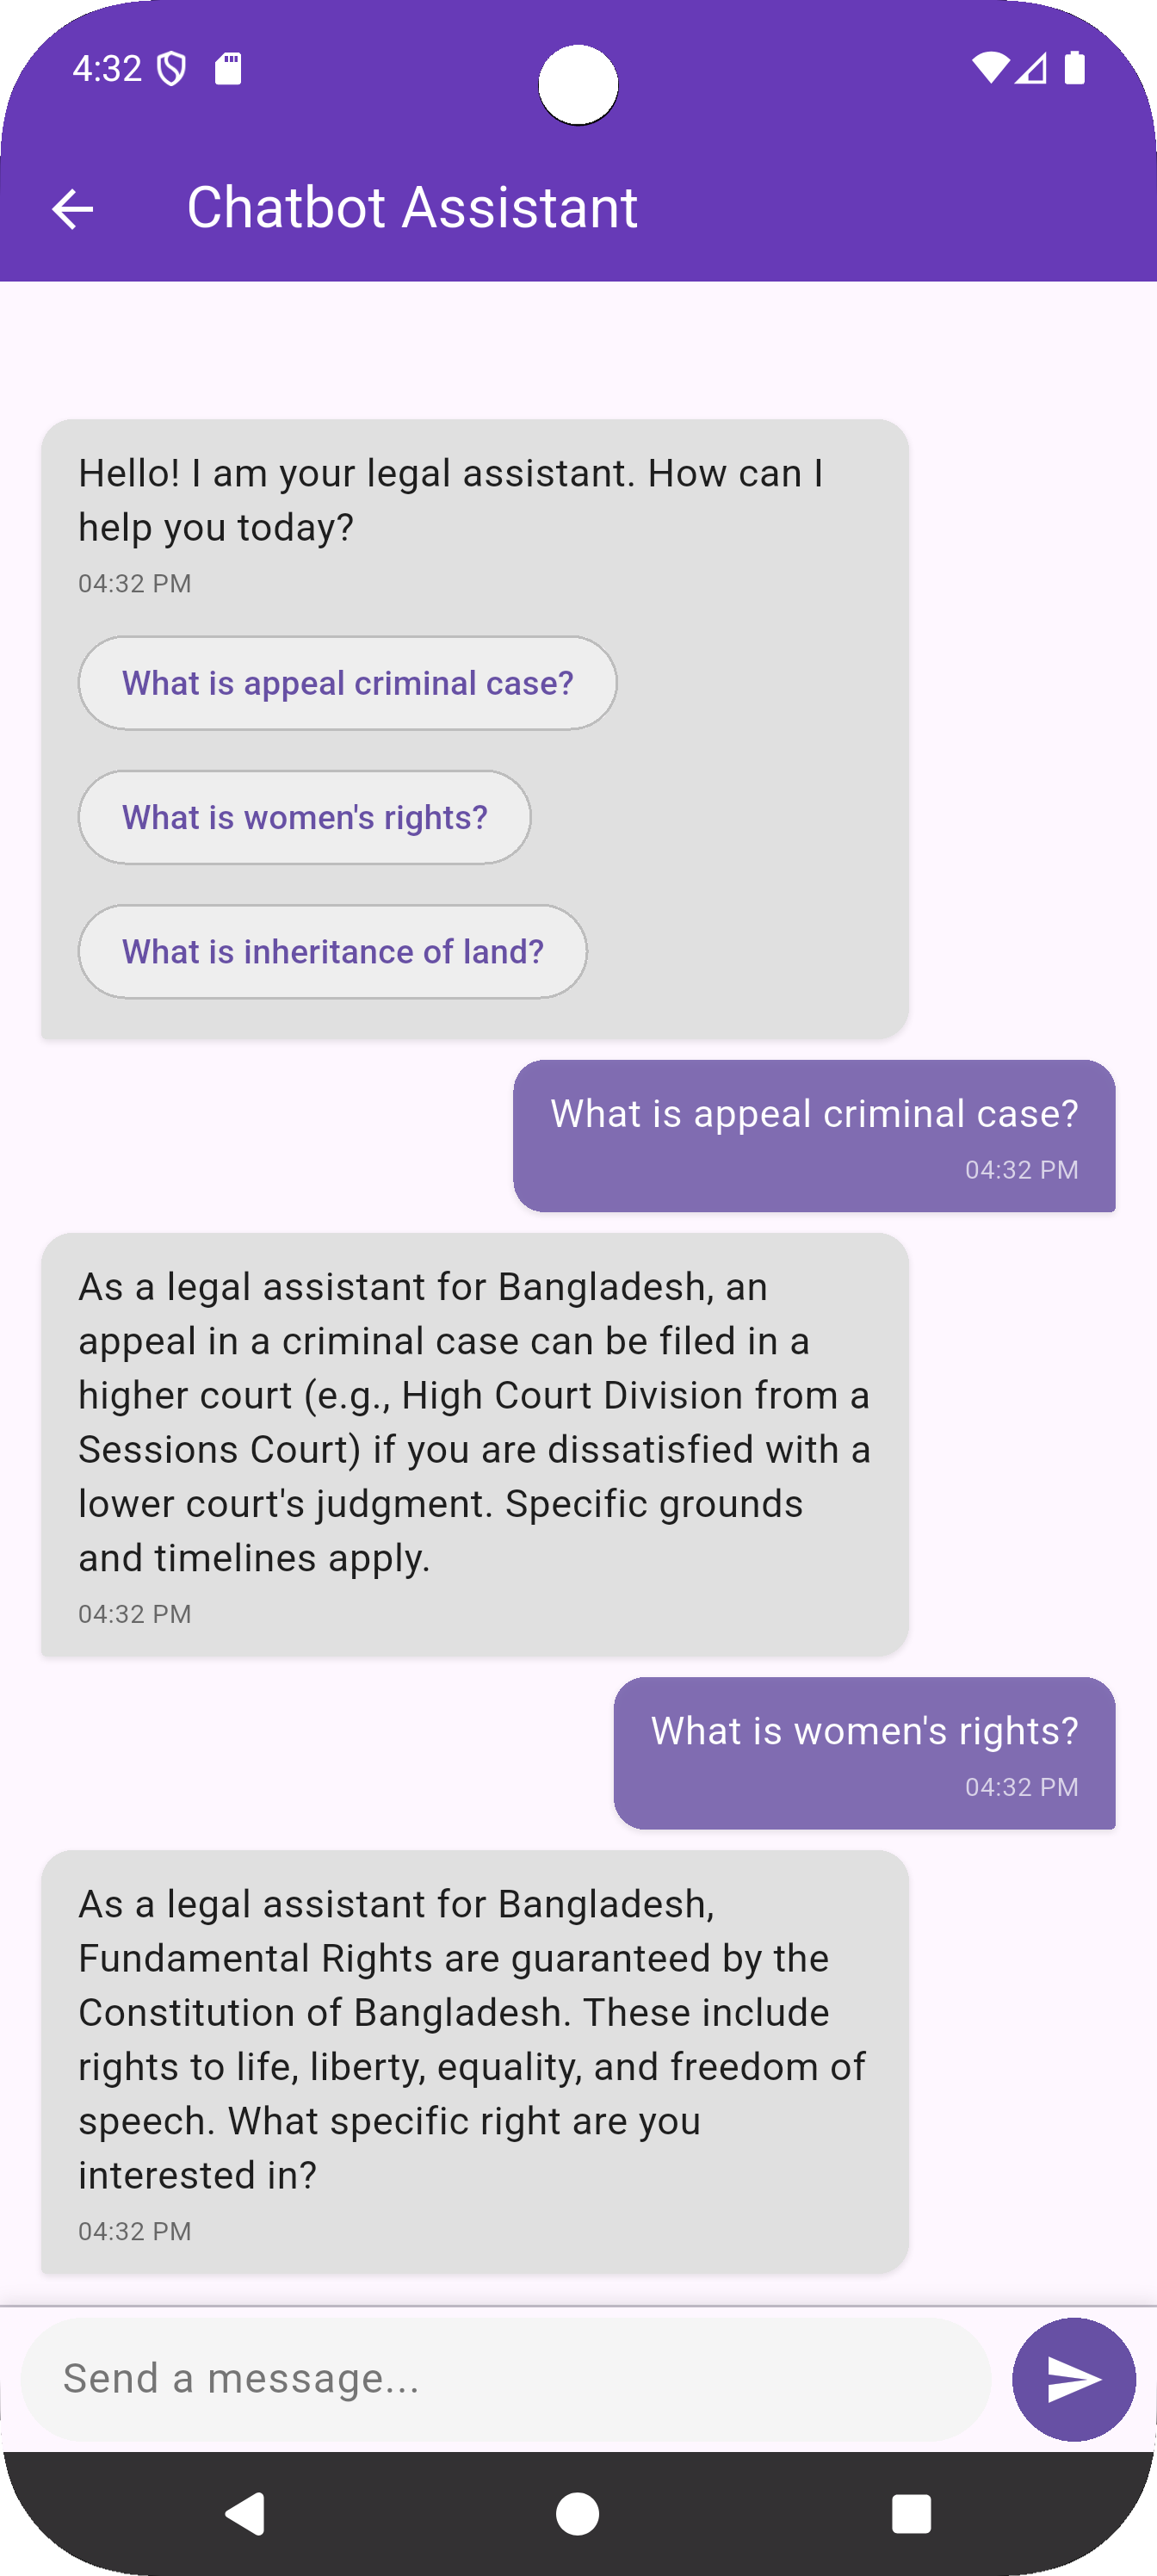 4:32
Chatbot Assistant
Hello! I am your legal assistant. How can I
help you today?
04:32 PM
What is appeal criminal case?
What is women's rights?
What is inheritance of land?
What is appeal criminal case?
04:32 PM
As a legal assistant for Bangladesh, an
appeal in a criminal case can be filed in a
higher court (e.g., High Court Division from a
Sessions Court) if you are dissatisfied with a
lower court's judgment. Specific grounds
and timelines apply.
04:32 PM
What is women's rights?
04:32 PM
As a legal assistant for Bangladesh,
Fundamental Rights are guaranteed by the
Constitution of Bangladesh. These include
rights to life, liberty, equality, and freedom of
speech. What specific right are you
interested in?
04:32 PM
Send a message...